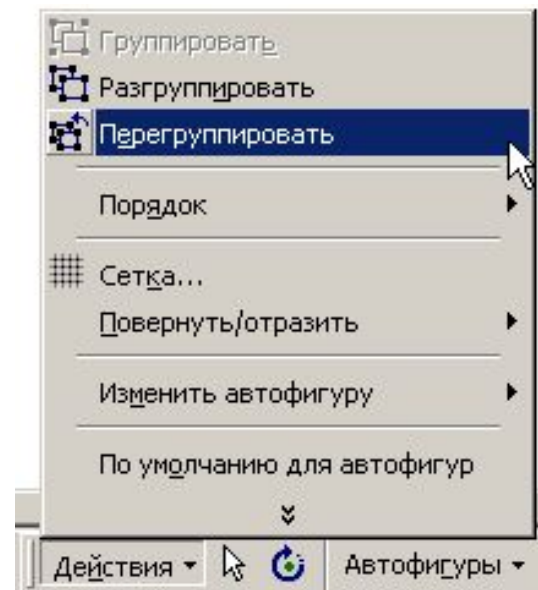 Группировать
Разгруппировать
Перегруппировать
Порядок
Сетка...
Повернуть/отразить
Изменить автофигуру
По умолчанию для автофигур
Действия Автофигуры